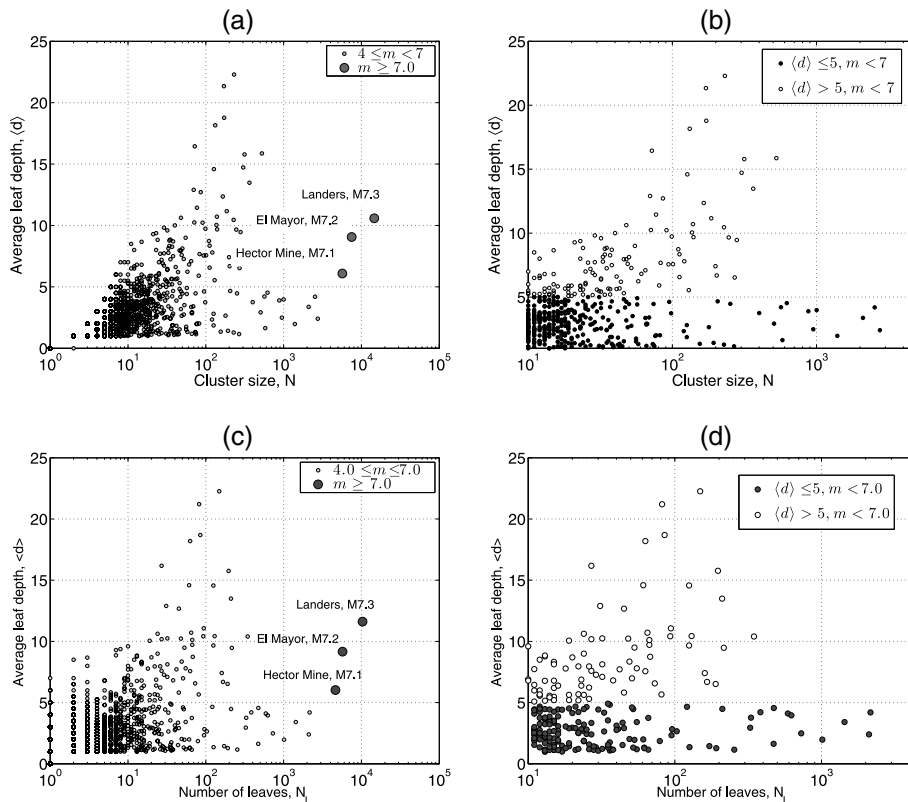 (a)
25
20
15
10
5
0
10^0
10^1
10^2
10^3
10^4
10^5
Average leaf depth, ⟨d⟩
Cluster size, N
4 ≤ m < 7
m ≥ 7.0
Landers, M7.3
El Mayor, M7.2
Hector Mine, M7.1
(b)
25
20
15
10
5
0
10^1
10^2
10^3
Average leaf depth, ⟨d⟩
Cluster size, N
⟨d⟩ ≤5, m < 7
⟨d⟩ > 5, m < 7
(c)
25
20
15
10
5
0
10^0
10^1
10^2
10^3
10^4
10^5
Average leaf depth, <d>
Number of leaves, N_l
4.0 ≤ m ≤ 7.0
m ≥ 7.0
Landers, M7.3
El Mayor, M7.2
Hector Mine, M7.1
(d)
25
20
15
10
5
0
10^1
10^2
10^3
Average leaf depth, <d>
Number of leaves, N_l
⟨d⟩ ≤5, m < 7.0
⟨d⟩ > 5, m < 7.0